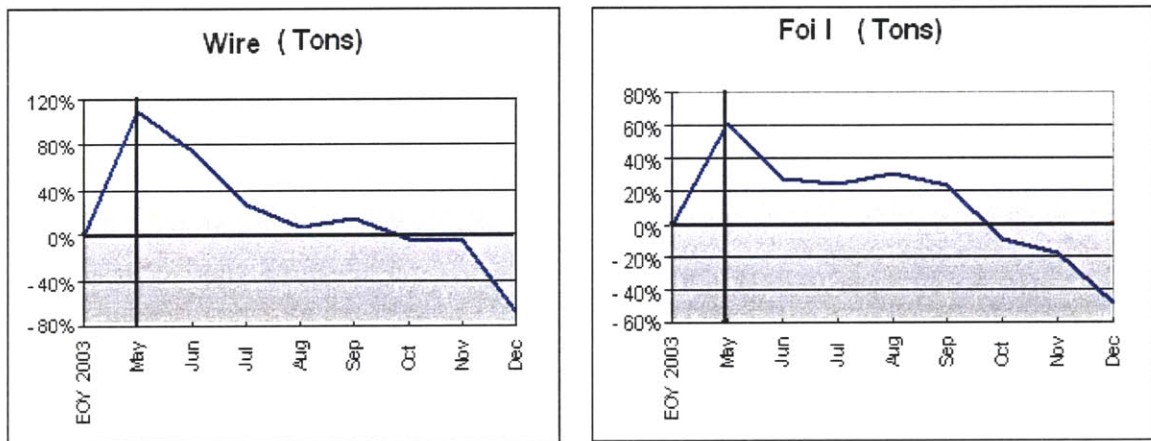 Wire (Tons)
120%
80%
40%
0%
-40%
-80%
EOY 2003
May
Jun
Jul
Aug
Sep
Oct
Nov
Dec
Foil (Tons)
80%
60%
40%
20%
0%
-20%
-40%
-60%
EOY 2003
May
Jun
Jul
Aug
Sep
Oct
Nov
Dec